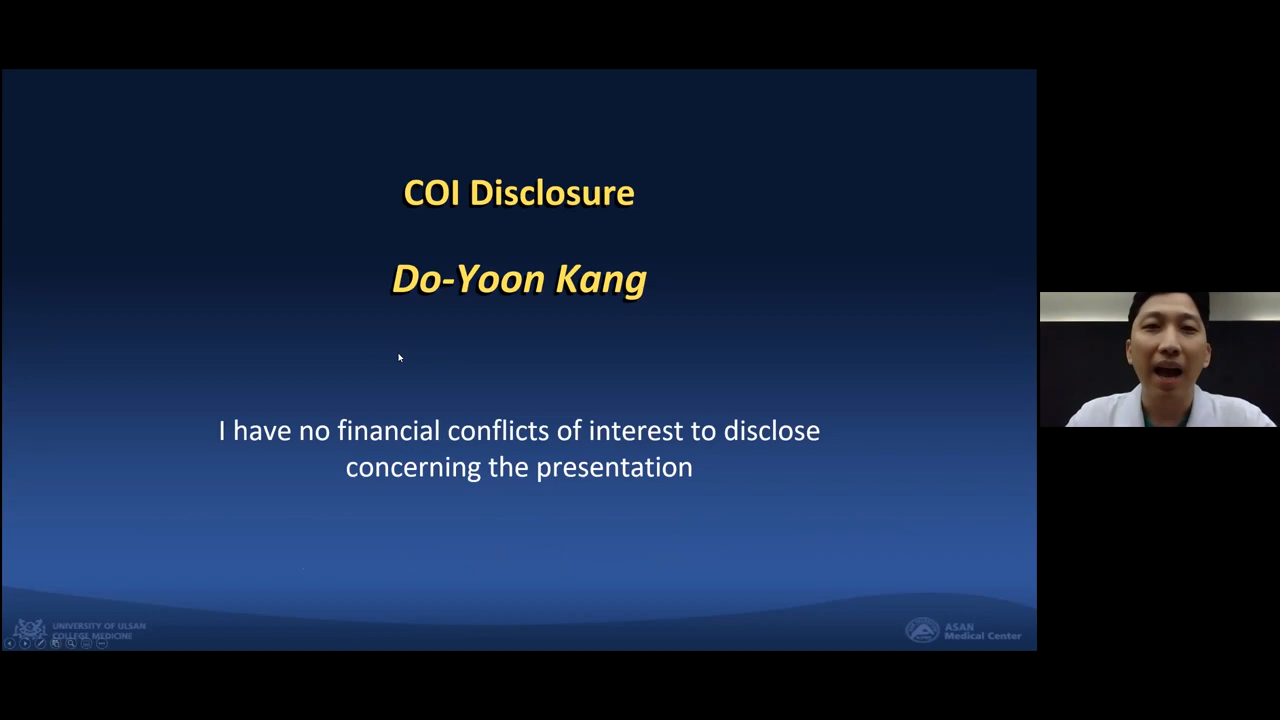 COI Disclosure
Do-Yoon Kang
I have no financial conflicts of interest to disclose
concerning the presentation
UNIVERSITY OF ULSAN
COLLEGE MEDICINE
ASAN
Medical Center